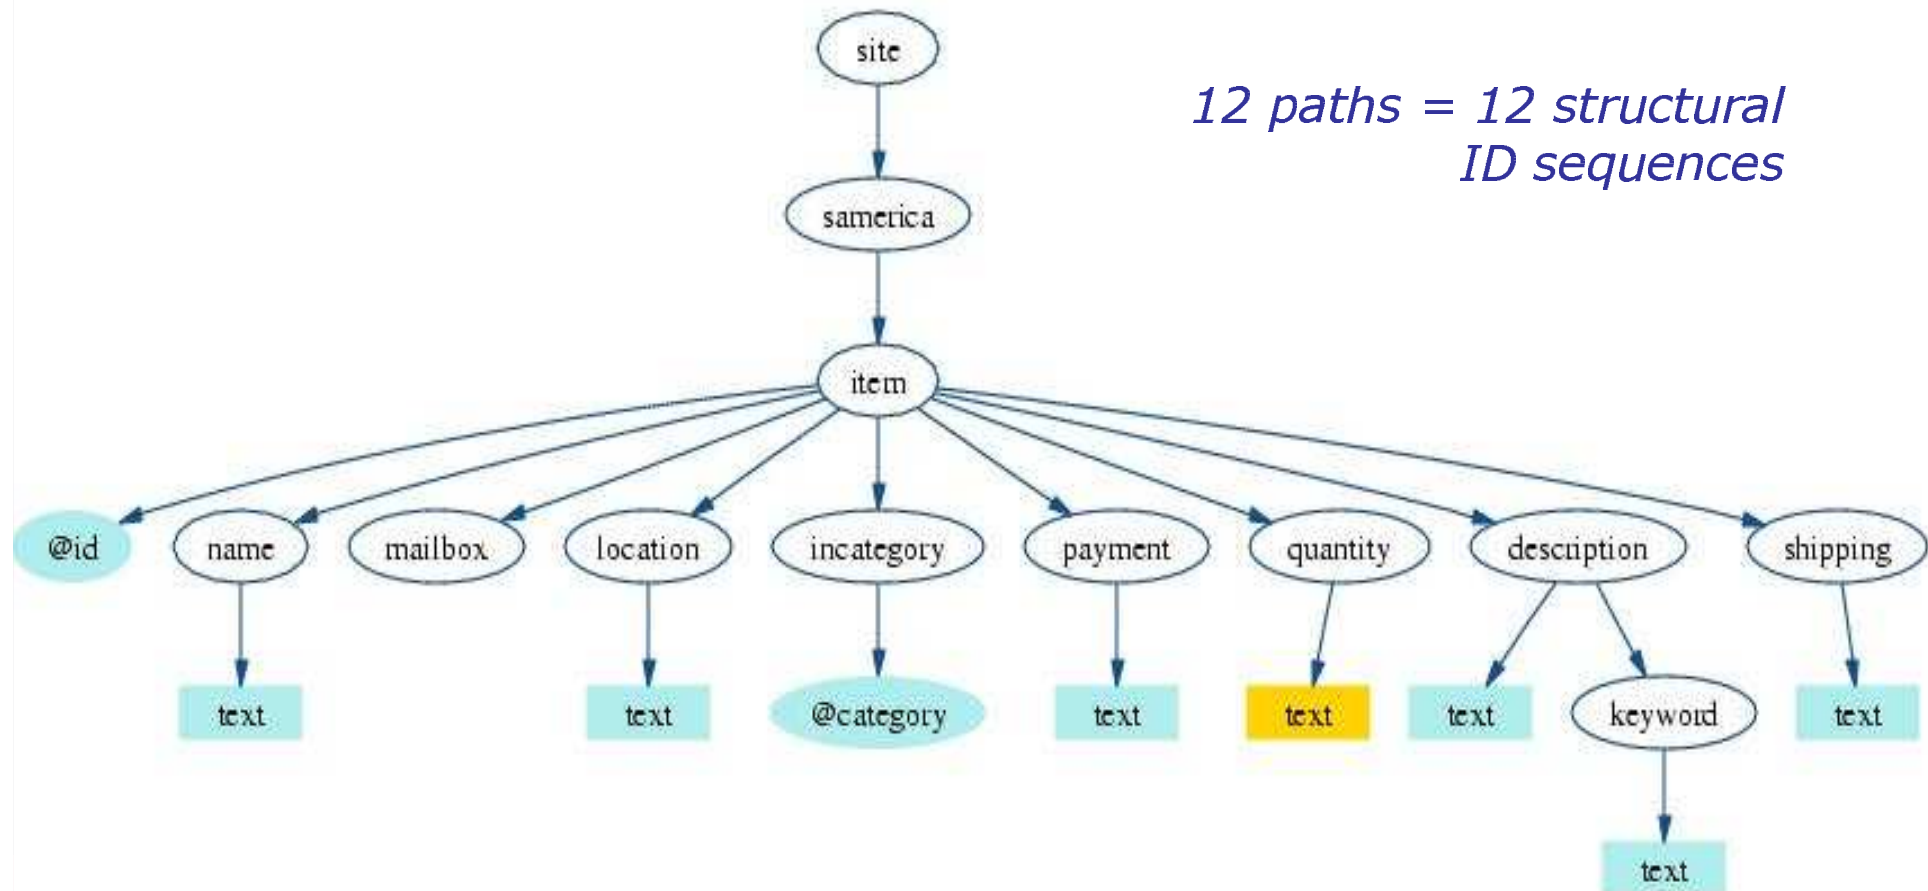 site
12 paths = 12 structural
ID sequences
samerica
item
@id name mailbox location incategory payment quantity description shipping
text text @category text text text keyword text
text